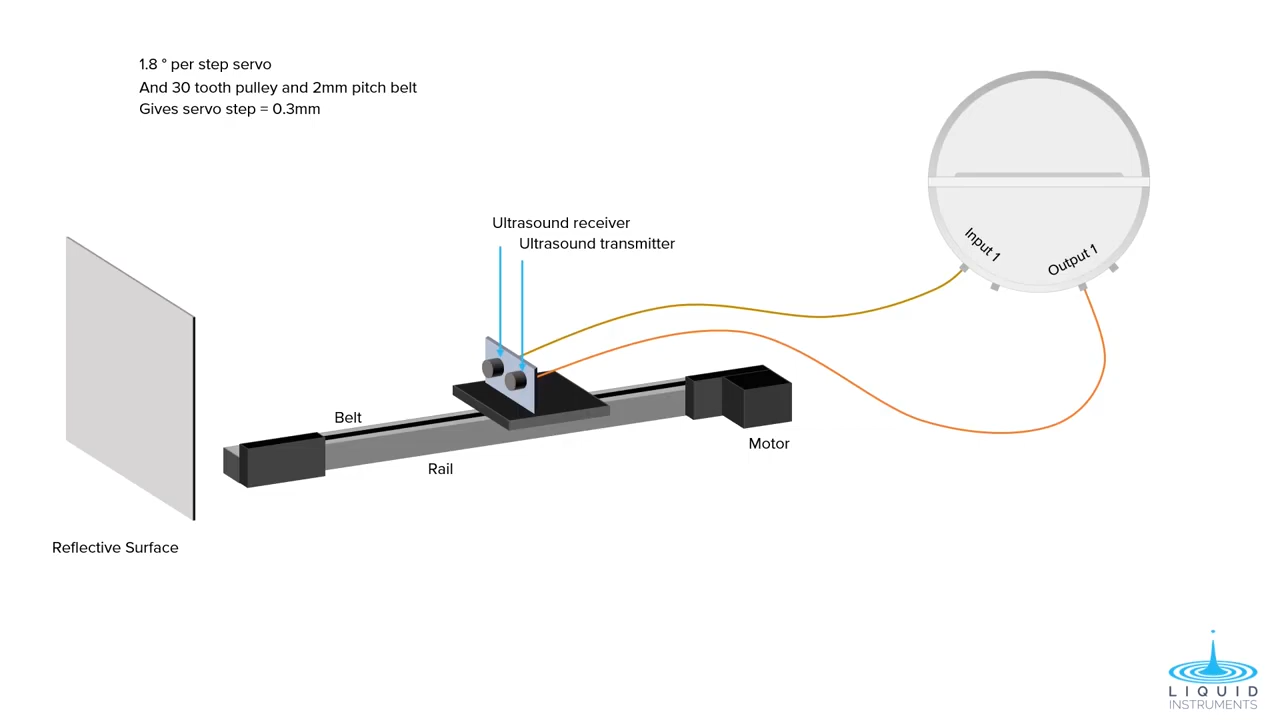 1.8 ° per step servo
And 30 tooth pulley and 2mm pitch belt
Gives servo step = 0.3mm
Ultrasound receiver
Ultrasound transmitter
Input 1
Output 1
Belt
Rail
Motor
Reflective Surface
LIQUID
INSTRUMENTS